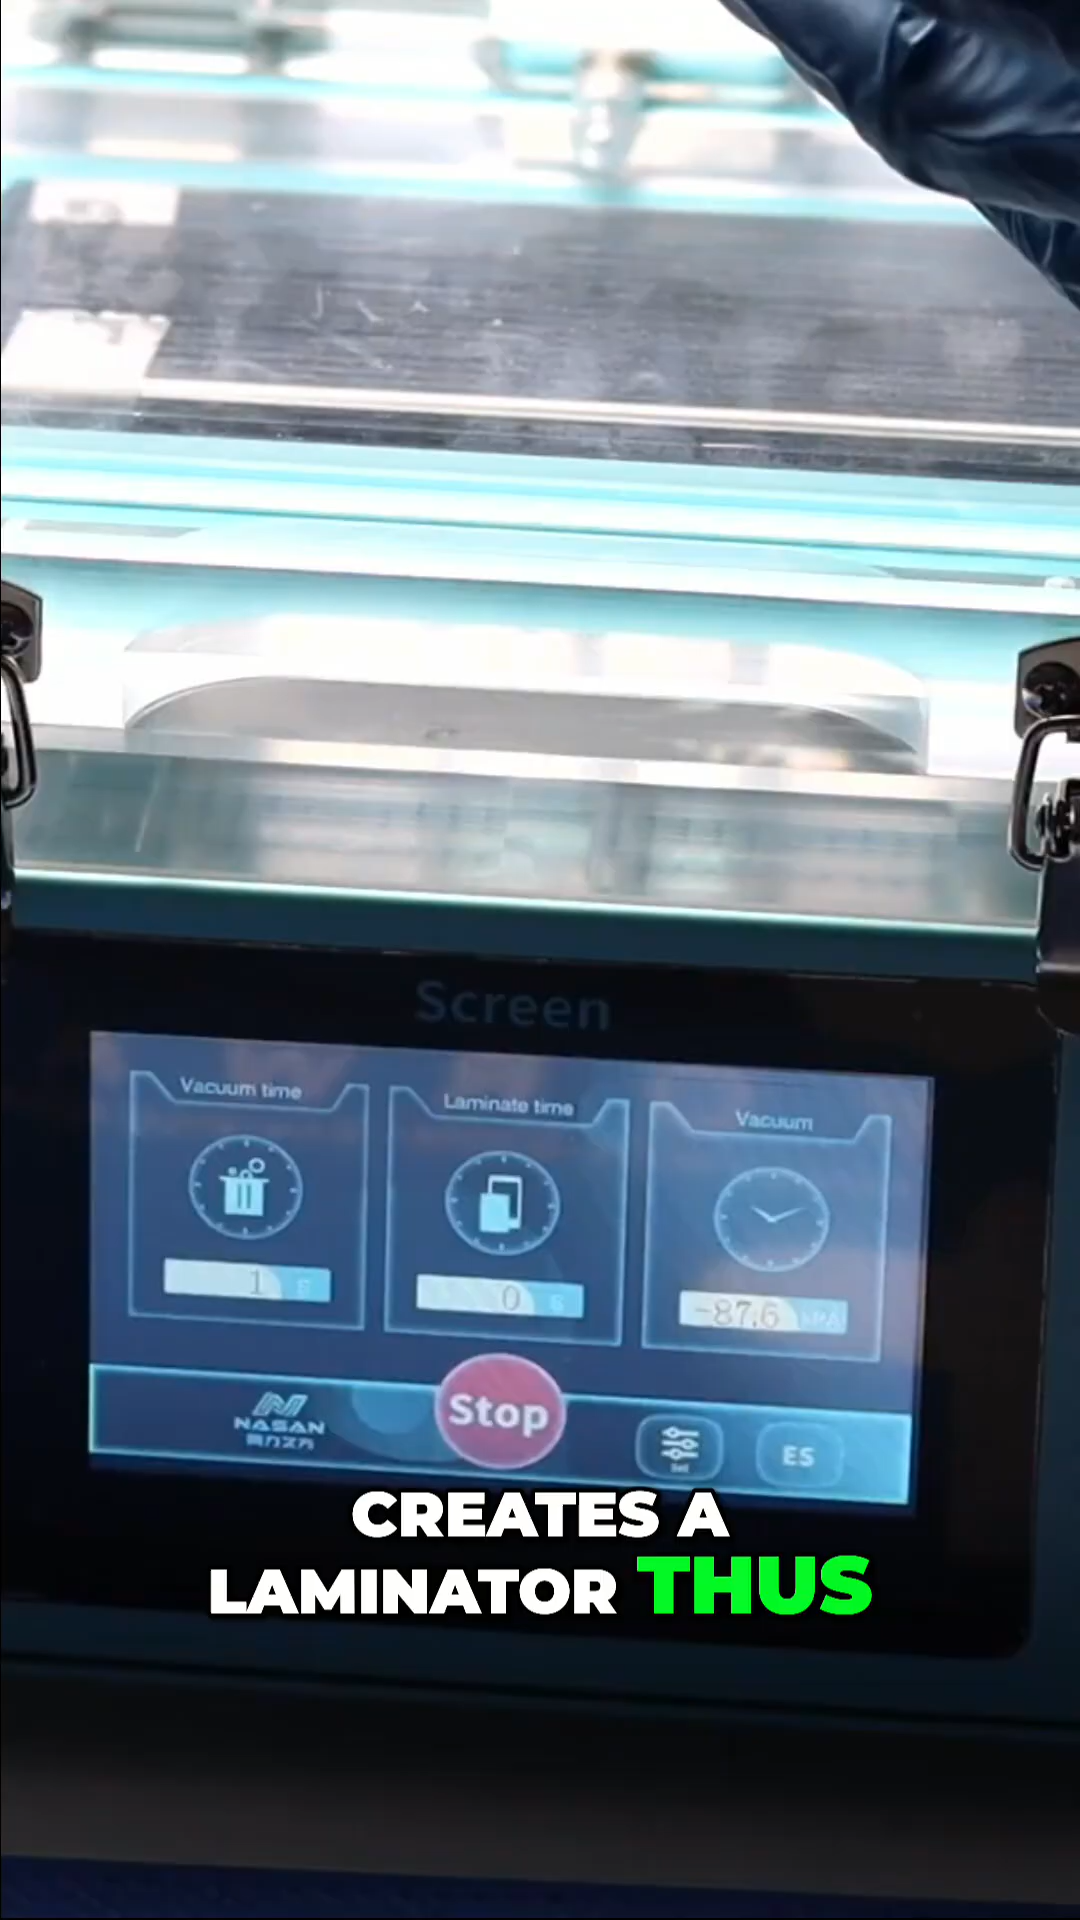 Screen
Vacuum time
Laminate time
Vacuum
1
0
-87.6 kPA
Stop
NASAN
Set
ES
CREATES A
LAMINATOR THUS